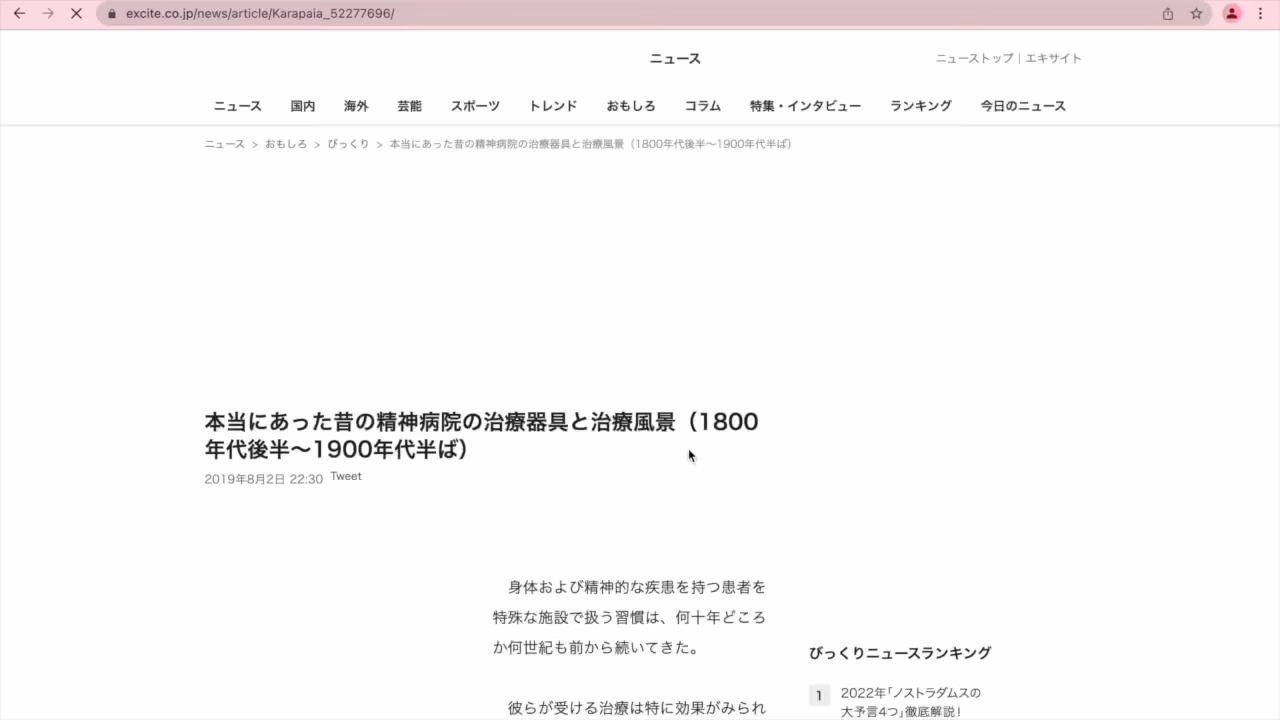 excite.co.jp/news/article/Karapaia_52277696/
ニュース
ニューストップ｜エキサイト
ニュース 国内 海外 芸能 スポーツ トレンド おもしろ コラム 特集・インタビュー ランキング 今日のニュース
ニュース > おもしろ > びっくり > 本当にあった昔の精神病院の治療器具と治療風景（1800年代後半〜1900年代半ば）
本当にあった昔の精神病院の治療器具と治療風景（1800
年代後半〜1900年代半ば）
2019年8月2日 22:30 Tweet
身体および精神的な疾患を持つ患者を
特殊な施設で扱う習慣は、何十年どころ
か何世紀も前から続いてきた。
彼らが受ける治療は特に効果がみられ
びっくりニュースランキング
1 2022年「ノストラダムスの
大予言4つ」徹底解説！